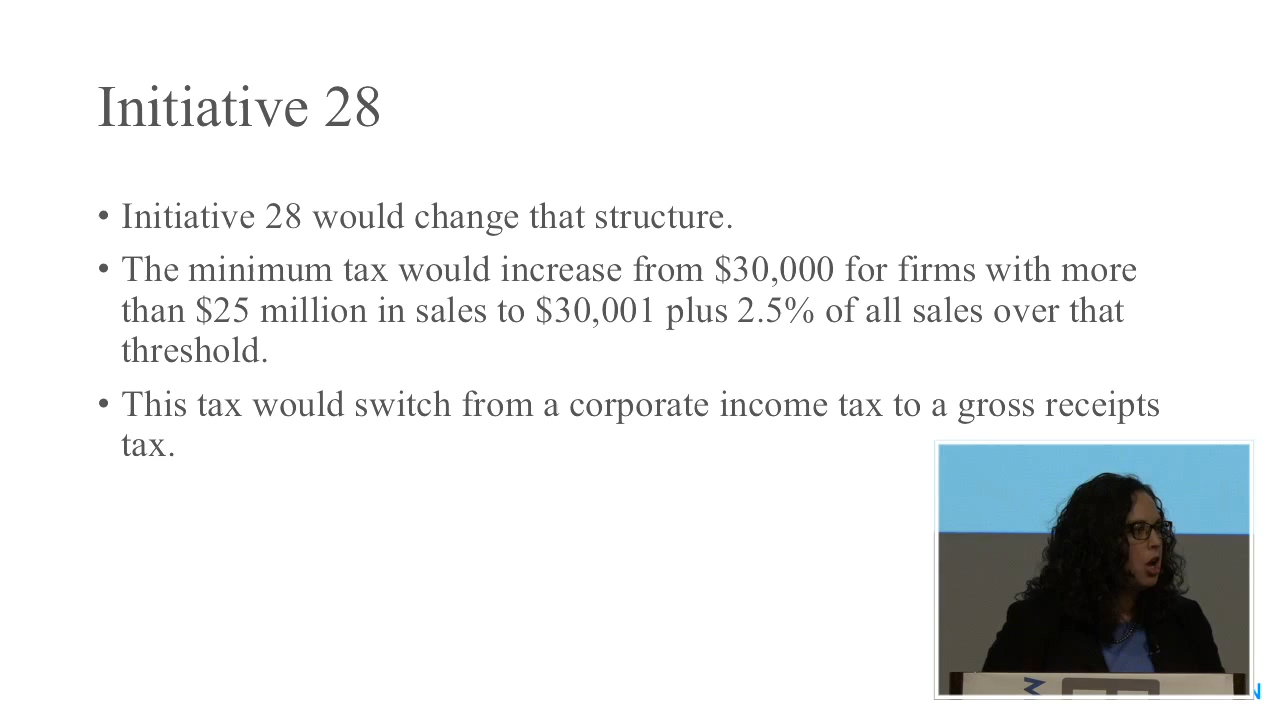 Initiative 28
• Initiative 28 would change that structure.
• The minimum tax would increase from $30,000 for firms with more
than $25 million in sales to $30,001 plus 2.5% of all sales over that
threshold.
• This tax would switch from a corporate income tax to a gross receipts
tax.